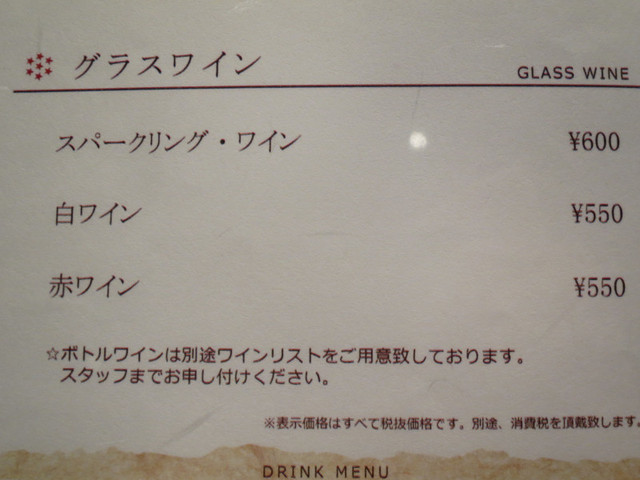 グラスワイン GLASS WINE
スパークリング・ワイン ¥600
白ワイン ¥550
赤ワイン ¥550
☆ボトルワインは別途ワインリストをご用意致しております。
スタッフまでお申し付けください。
※表示価格はすべて税抜価格です。別途、消費税を頂戴致します。
DRINK MENU